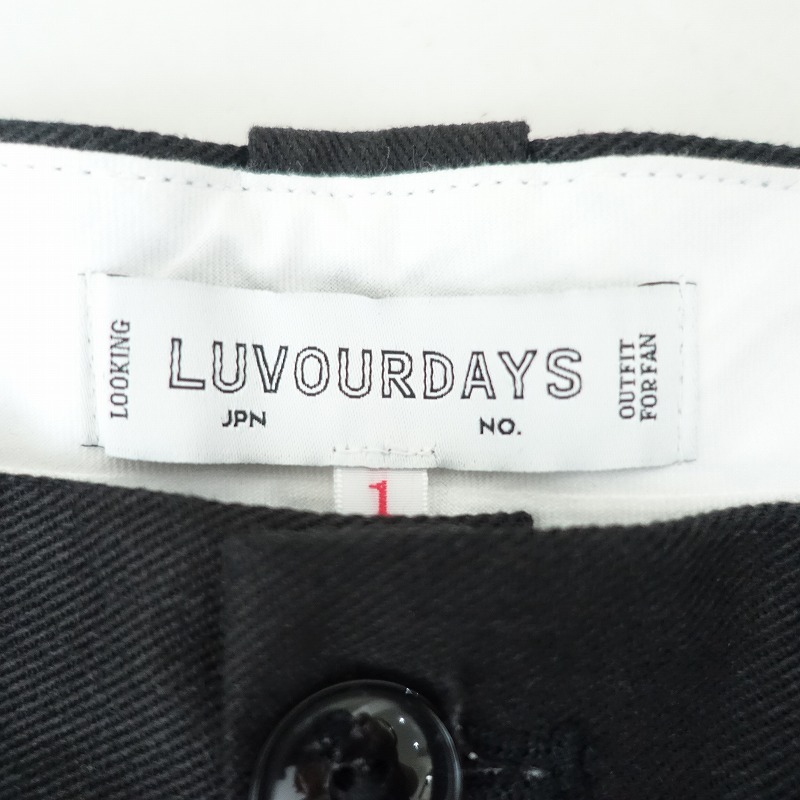 LOOKING
LUVOURDAYS
JPN NO.
OUTFIT
FOR FAN
1